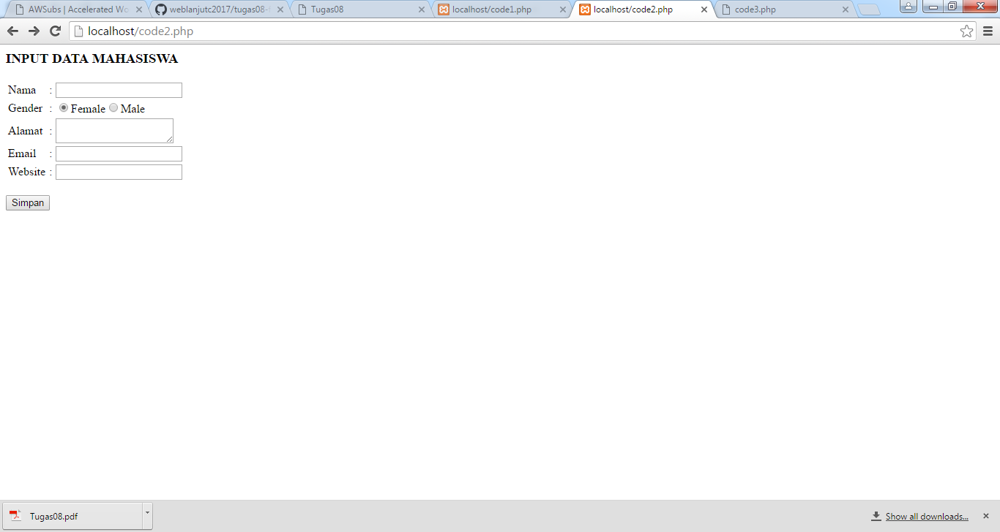 AWSubs | Accelerated Wo
weblanjutc2017/tugas08-
Tugas08
localhost/code1.php
localhost/code2.php
code3.php
localhost/code2.php
INPUT DATA MAHASISWA
Nama :
Gender : Female Male
Alamat :
Email :
Website :
Simpan
Tugas08.pdf
Show all downloads...